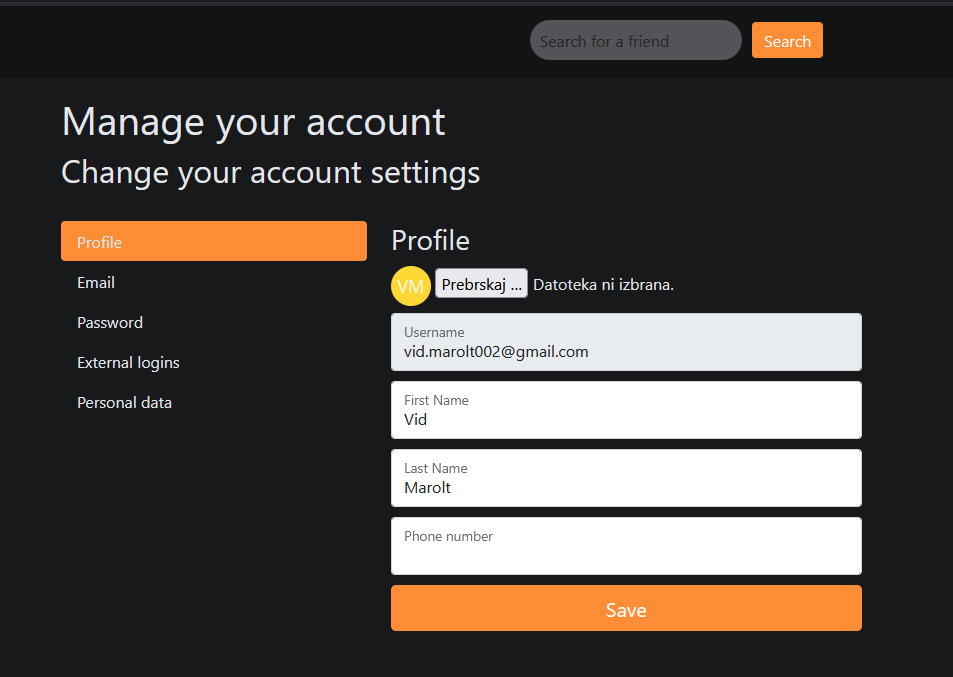 Search for a friend
Search
Manage your account
Change your account settings
Profile
Email
Password
External logins
Personal data
Profile
VM
Prebrskaj ... Datoteka ni izbrana.
Username
vid.marolt002@gmail.com
First Name
Vid
Last Name
Marolt
Phone number
Save